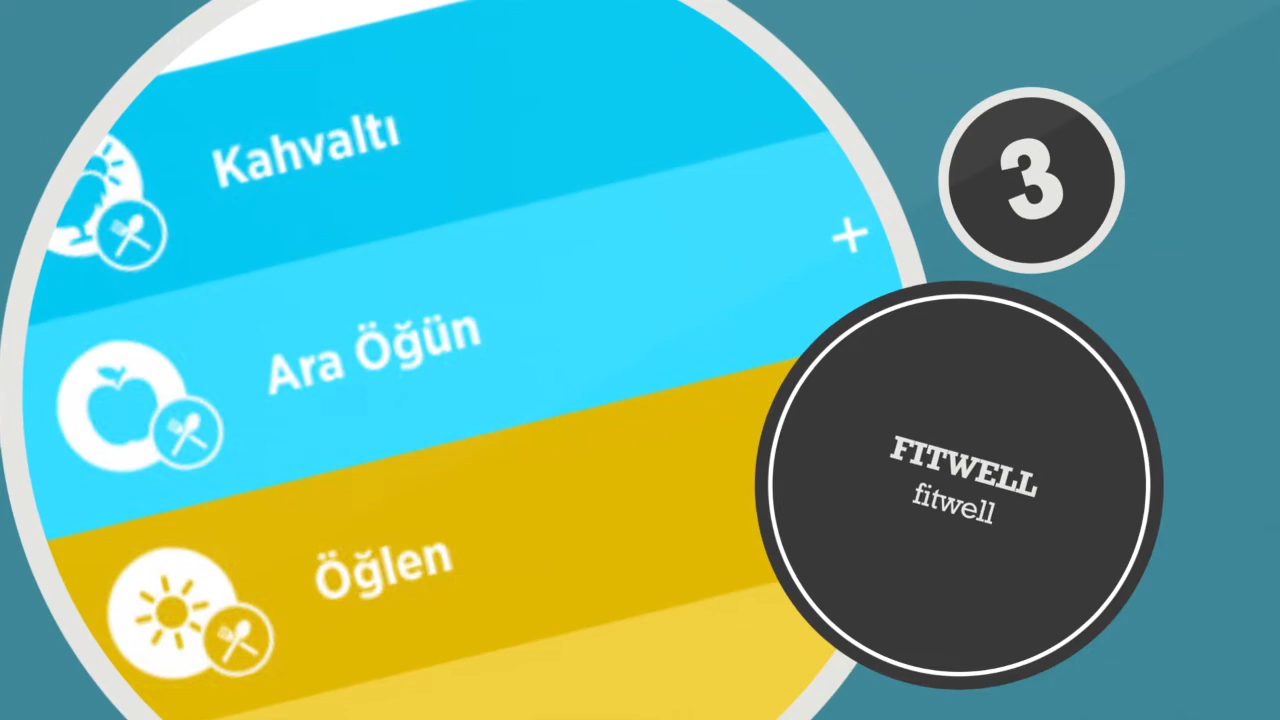 Kahvaltı
Ara Öğün
+
Öğlen
3
FITWELL
fitwell